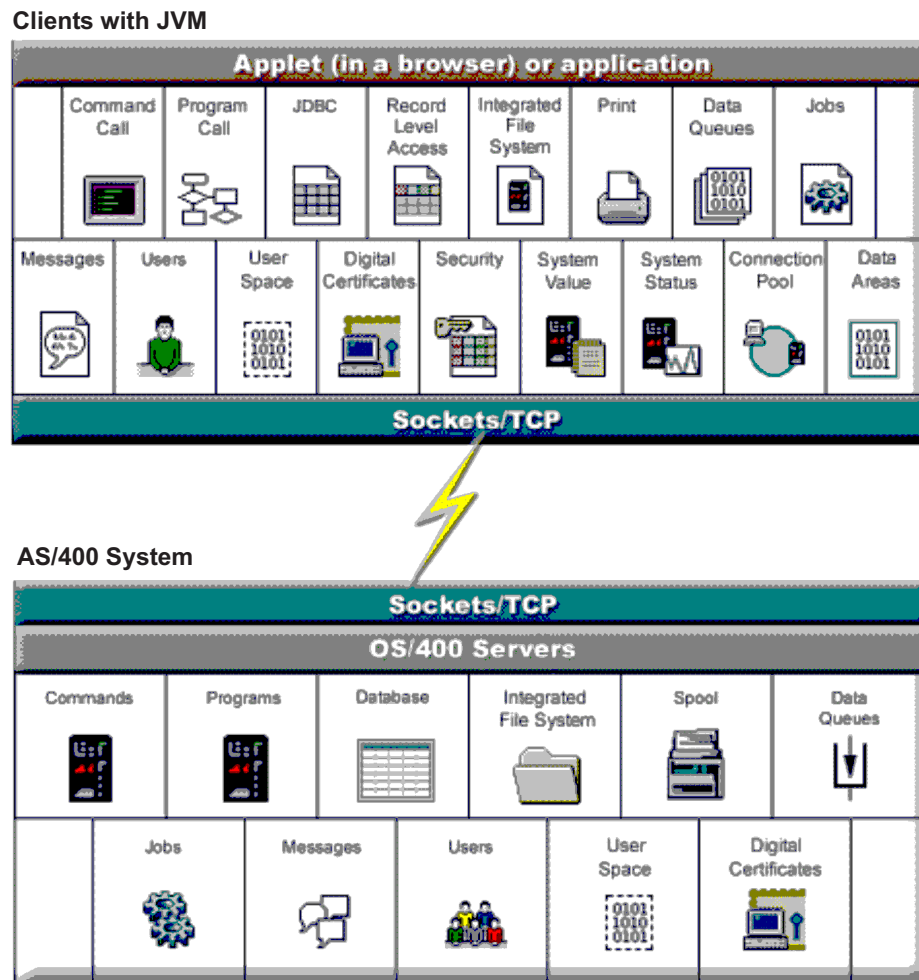 Clients with JVM
Applet (in a browser) or application
Command Call
Program Call
JDBC
Record Level Access
Integrated File System
Print
Data Queues
Jobs
0101
1010
0101
Messages
Users
User Space
Digital Certificates
Security
System Value
System Status
Connection Pool
Data Areas
0101
1010
0101
0101
1010
0101
Sockets/TCP
AS/400 System
Sockets/TCP
OS/400 Servers
Commands
Programs
Database
Integrated File System
Spool
Data Queues
Jobs
Messages
Users
User Space
Digital Certificates
0101
1010
0101